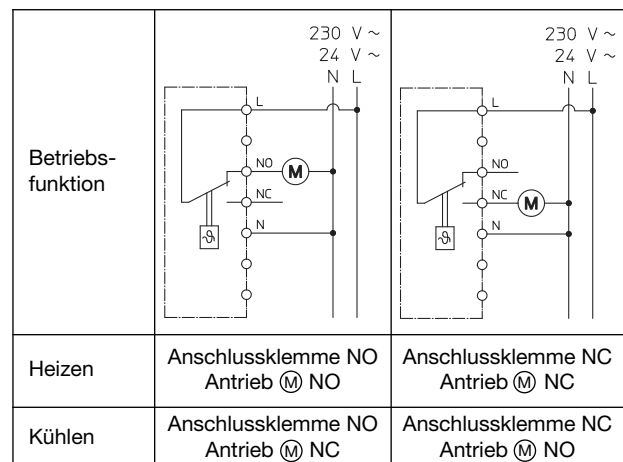 Betriebs-
funktion
230 V ~
24 V ~
N L
L
NO
M
NC
N
ϑ
230 V ~
24 V ~
N L
L
NO
NC
M
N
ϑ
Heizen
Anschlussklemme NO
Antrieb Ⓜ NO
Anschlussklemme NC
Antrieb Ⓜ NC
Kühlen
Anschlussklemme NO
Antrieb Ⓜ NC
Anschlussklemme NC
Antrieb Ⓜ NO